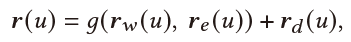 r(u) = g(r_w(u), r_e(u)) + r_d(u),